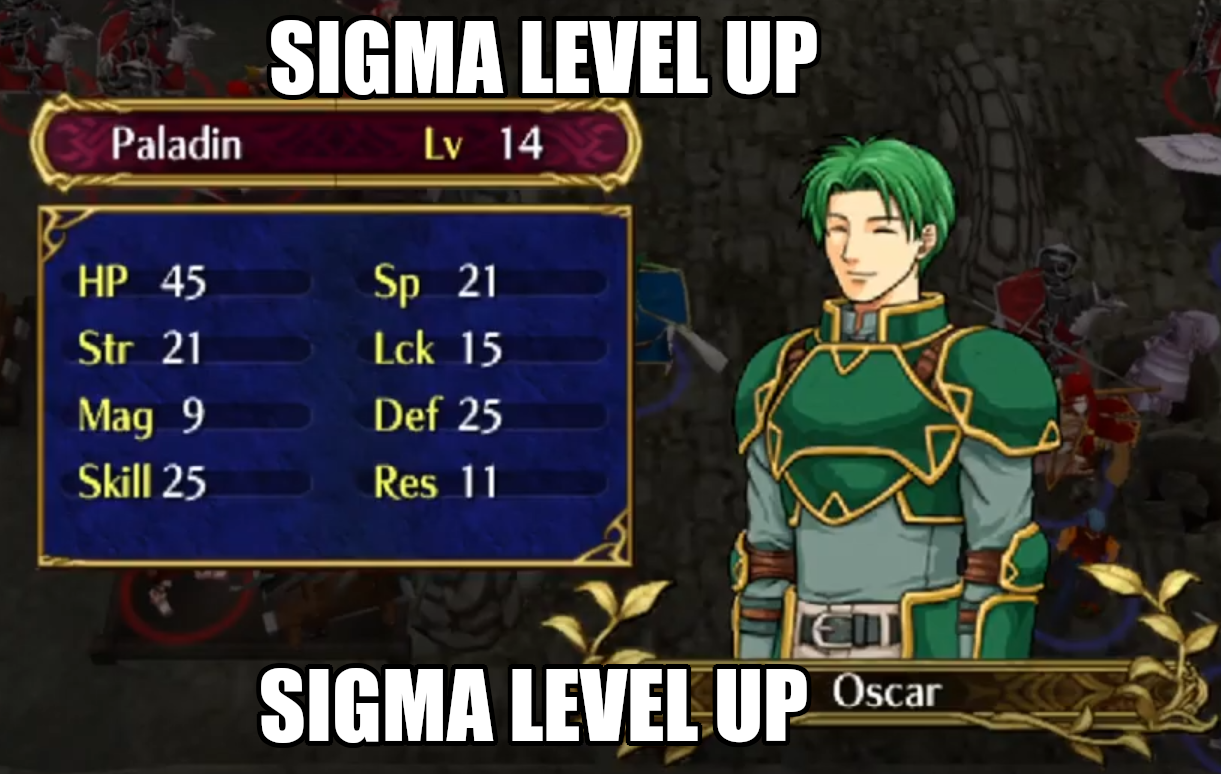 SIGMA LEVEL UP
Paladin Lv 14
HP 45 Sp 21
Str 21 Lck 15
Mag 9 Def 25
Skill 25 Res 11
SIGMA LEVEL UP
Oscar